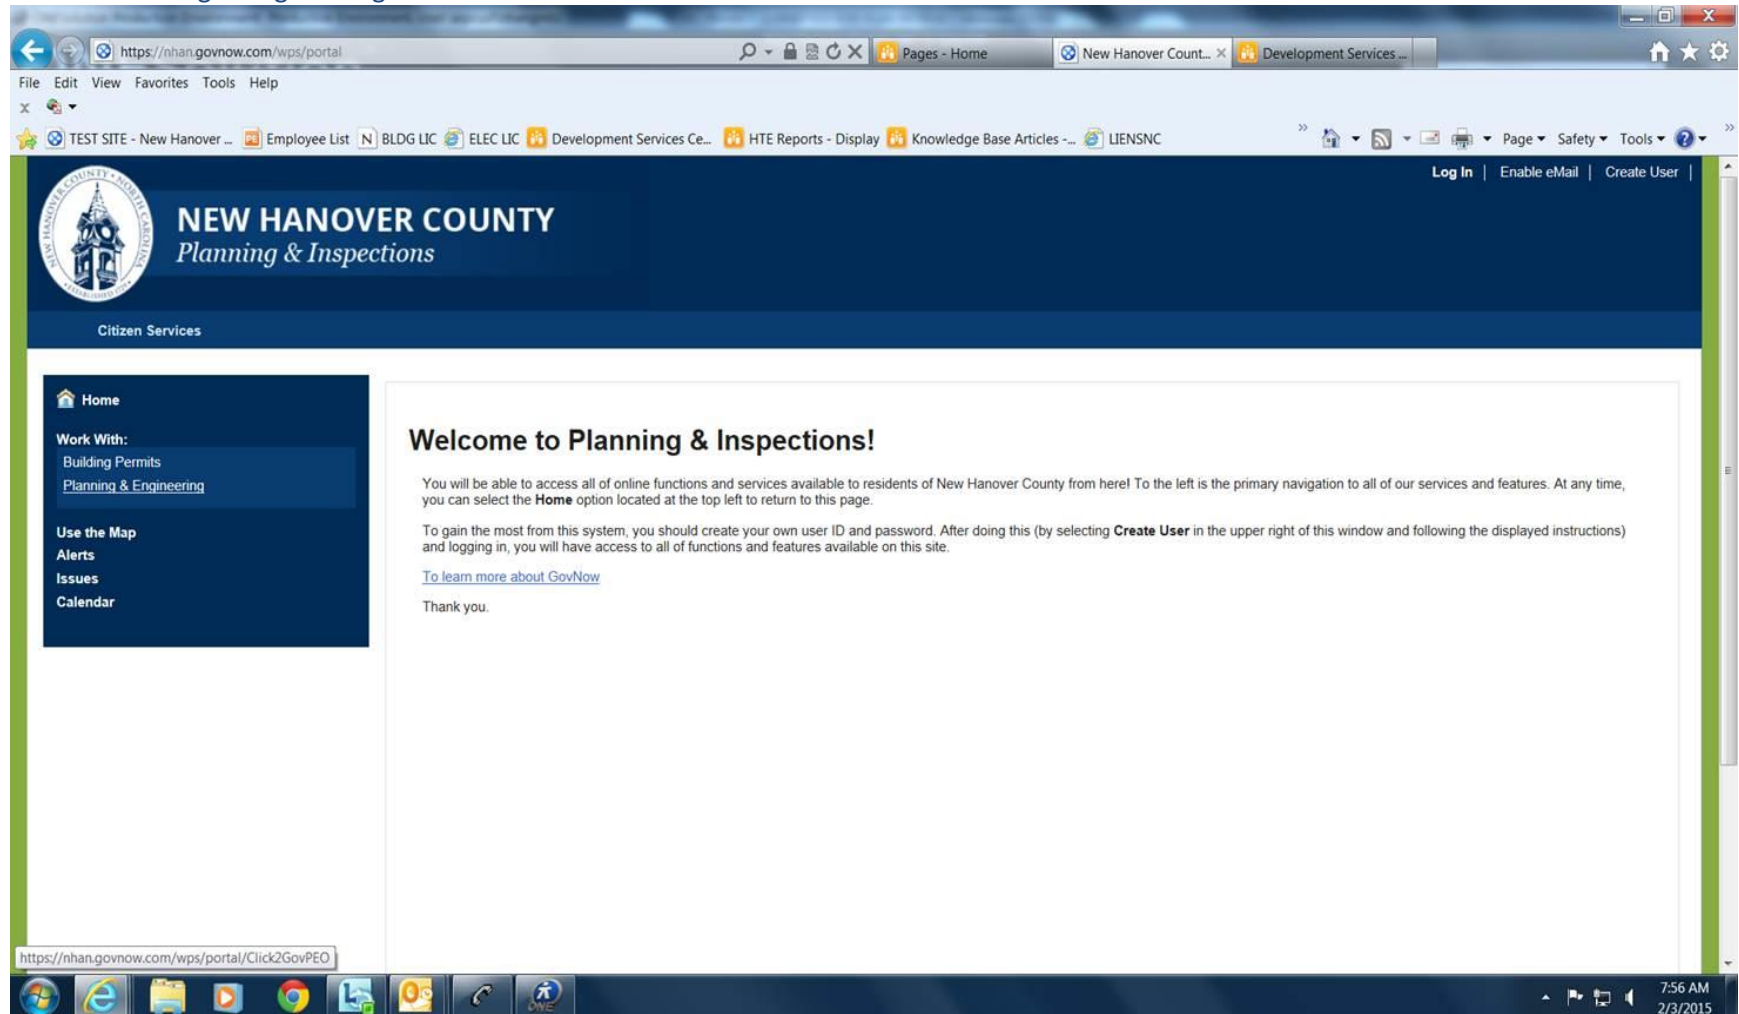 https://nhan.govnow.com/wps/portal
Pages - Home
New Hanover Count...
Development Services ...
File Edit View Favorites Tools Help
x
TEST SITE - New Hanover ... Employee List BLDG LIC ELEC LIC Development Services Ce... HTE Reports - Display Knowledge Base Articles -... LIENSNC
Page Safety Tools
Log In | Enable eMail | Create User |
NEW HANOVER COUNTY
Planning & Inspections
NEW HANOVER COUNTY • NORTH CAROLINA
Citizen Services
Home
Work With:
Building Permits
Planning & Engineering
Use the Map
Alerts
Issues
Calendar
Welcome to Planning & Inspections!
You will be able to access all of online functions and services available to residents of New Hanover County from here! To the left is the primary navigation to all of our services and features. At any time,
you can select the Home option located at the top left to return to this page.
To gain the most from this system, you should create your own user ID and password. After doing this (by selecting Create User in the upper right of this window and following the displayed instructions)
and logging in, you will have access to all of functions and features available on this site.
To learn more about GovNow
Thank you.
https://nhan.govnow.com/wps/portal/Click2GovPEO
ONE
7:56 AM
2/3/2015